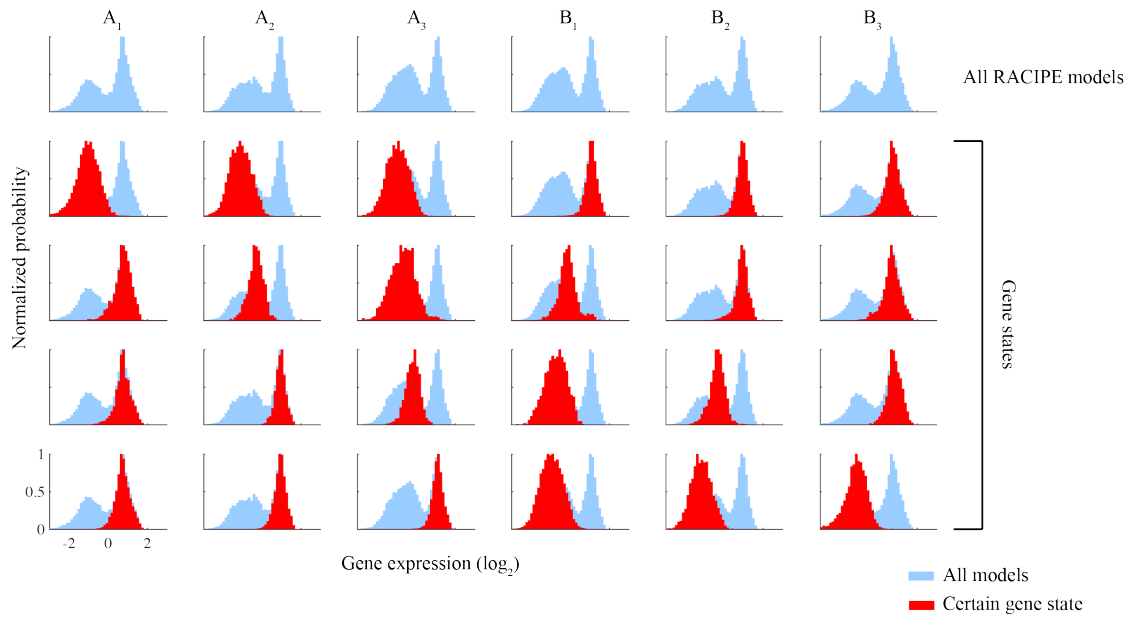 A1 A2 A3 B1 B2 B3
All RACIPE models
Normalized probability
Gene states
1
0.5
0
-2 0 2
Gene expression (log2)
All models
Certain gene state